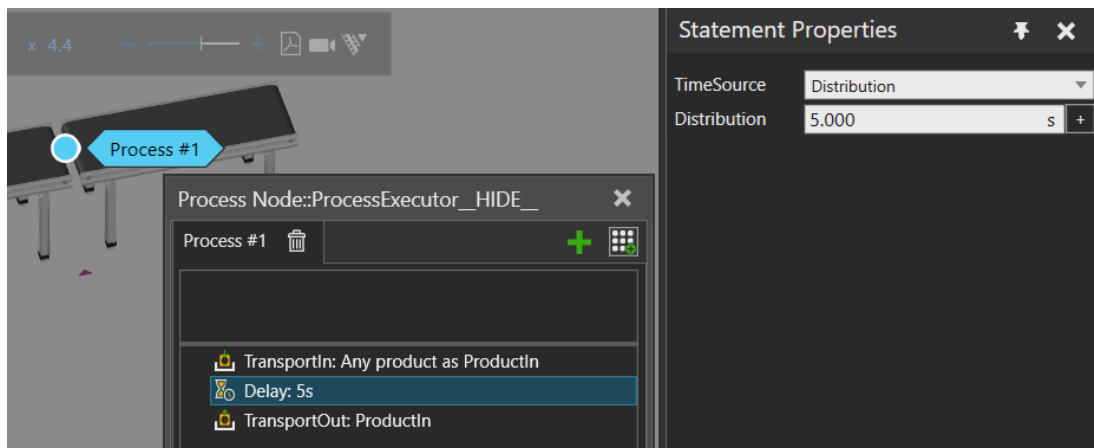 x 4.4
Process #1
Process Node::ProcessExecutor__HIDE__
Process #1
TransportIn: Any product as ProductIn
Delay: 5s
TransportOut: ProductIn
Statement Properties
TimeSource Distribution
Distribution 5.000 s +